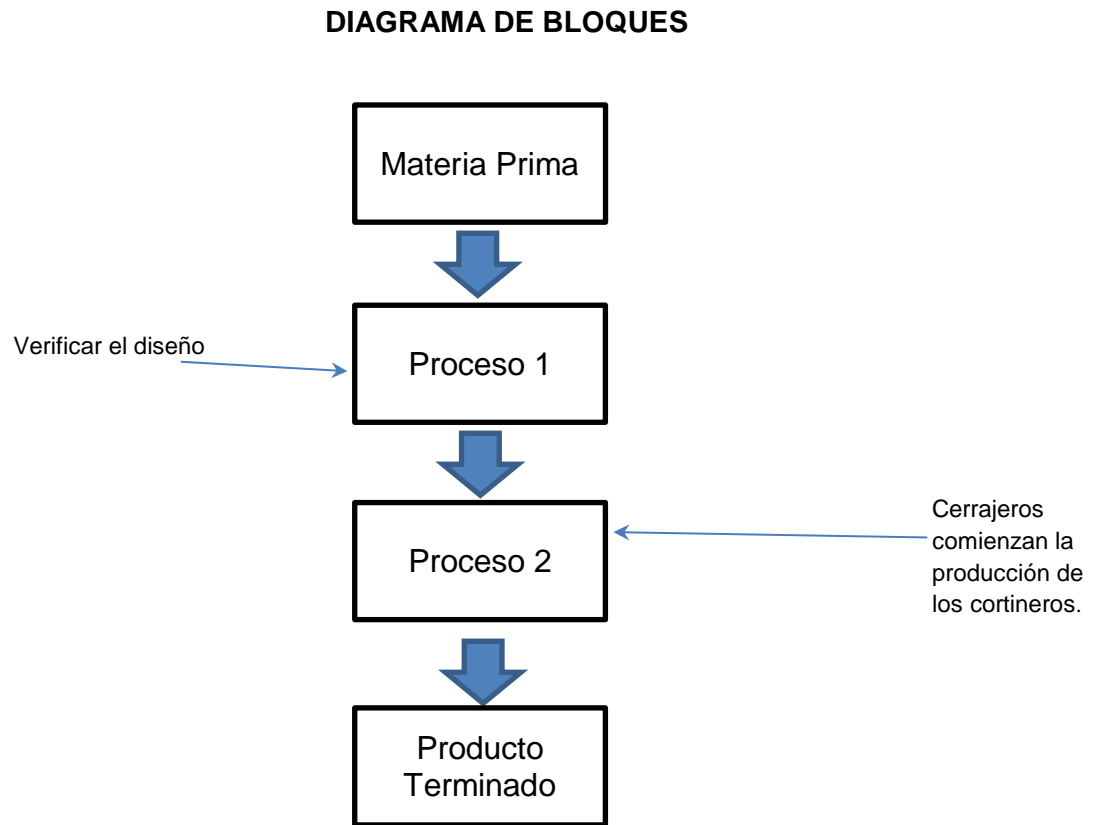 DIAGRAMA DE BLOQUES
Materia Prima
Verificar el diseño
Proceso 1
Proceso 2
Cerrajeros
comienzan la
producción de
los cortineros.
Producto
Terminado